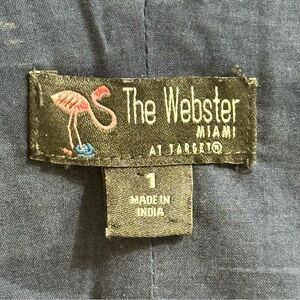 The Webster
MIAMI
AT TARGET®
1
MADE IN
INDIA